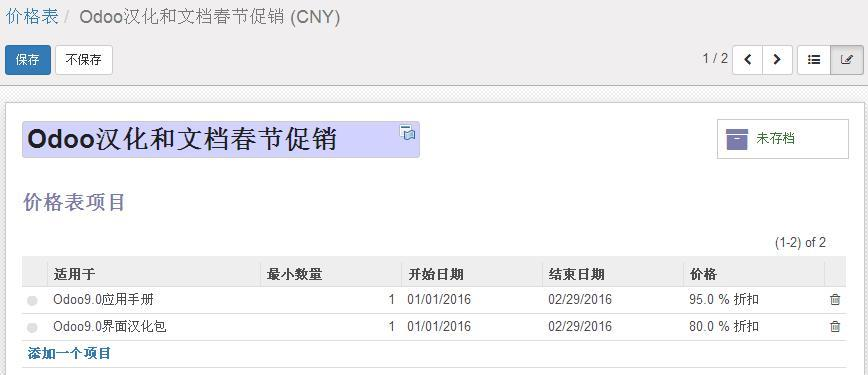 价格表 / Odoo汉化和文档春节促销 (CNY)
保存 不保存 1 / 2
Odoo汉化和文档春节促销
未存档
价格表项目
(1-2) of 2
适用于 最小数量 开始日期 结束日期 价格
Odoo9.0应用手册 1 01/01/2016 02/29/2016 95.0 % 折扣
Odoo9.0界面汉化包 1 01/01/2016 02/29/2016 80.0 % 折扣
添加一个项目